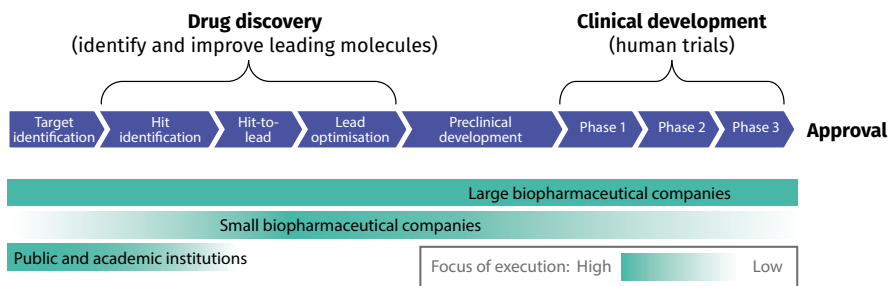 Drug discovery
(identify and improve leading molecules)
Clinical development
(human trials)
Target
identification
Hit
identification
Hit-to-
lead
Lead
optimisation
Preclinical
development
Phase 1
Phase 2
Phase 3
Approval
Large biopharmaceutical companies
Small biopharmaceutical companies
Public and academic institutions
Focus of execution: High
Low